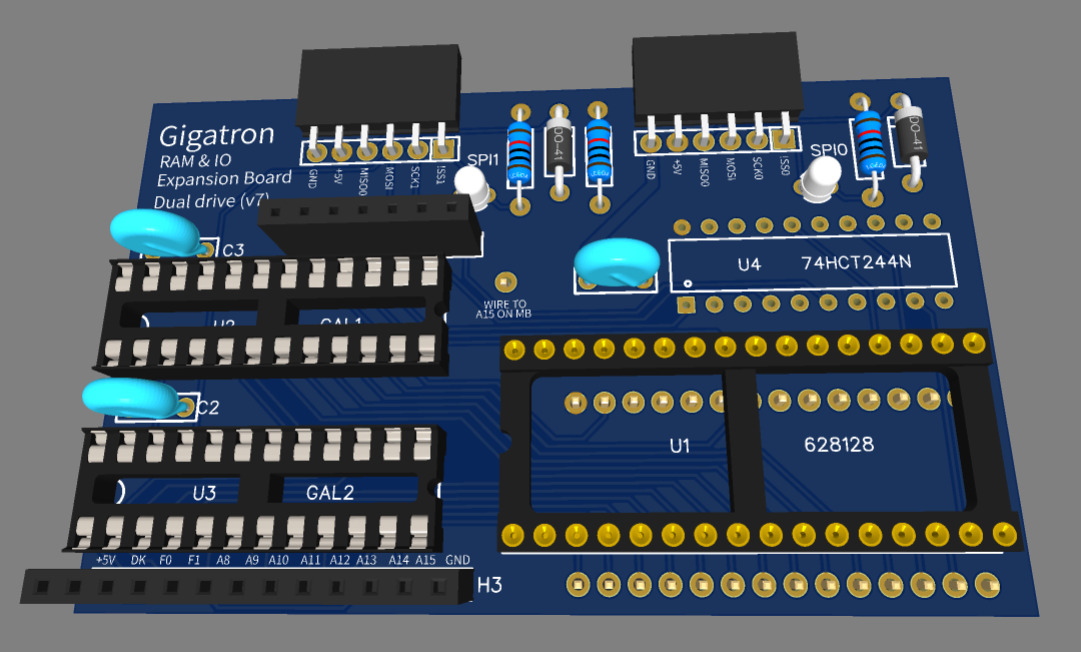 Gigatron
RAM & IO
Expansion Board
Dual drive (v7)
GND +5V MISO0 MOSI SCK1 /SS1
SPI1
DO-41
GND +5V MISO0 MOSI SCK0 /SS0
SPI0
DO-41
C3
U4 74HCT244N
WIRE TO
A15 ON MB
GAL1
C2
U1 628128
U3 GAL2
+5V DK F0 F1 A8 A9 A10 A11 A12 A13 A14 A15 GND
H3